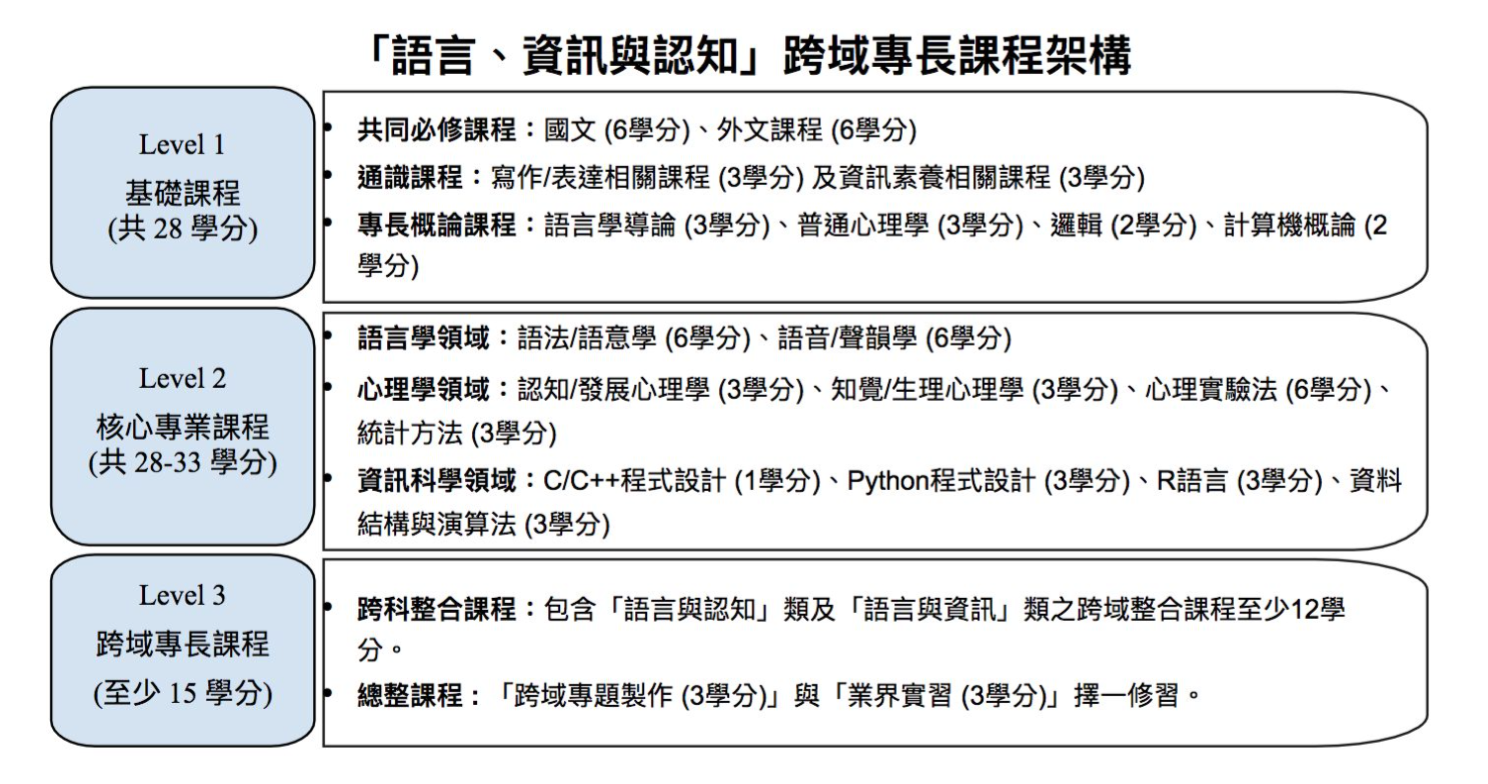 「語言、資訊與認知」跨域專長課程架構
Level 1
基礎課程
(共 28 學分)
• 共同必修課程：國文 (6學分)、外文課程 (6學分)
• 通識課程：寫作/表達相關課程 (3學分) 及資訊素養相關課程 (3學分)
• 專長概論課程：語言學導論 (3學分)、普通心理學 (3學分)、邏輯 (2學分)、計算機概論 (2
學分)
Level 2
核心專業課程
(共 28-33 學分)
• 語言學領域：語法/語意學 (6學分)、語音/聲韻學 (6學分)
• 心理學領域：認知/發展心理學 (3學分)、知覺/生理心理學 (3學分)、心理實驗法 (6學分)、
統計方法 (3學分)
• 資訊科學領域：C/C++程式設計 (1學分)、Python程式設計 (3學分)、R語言 (3學分)、資料
結構與演算法 (3學分)
Level 3
跨域專長課程
(至少 15 學分)
• 跨科整合課程：包含「語言與認知」類及「語言與資訊」類之跨域整合課程至少12學
分。
• 總整課程：「跨域專題製作 (3學分)」與「業界實習 (3學分)」擇一修習。